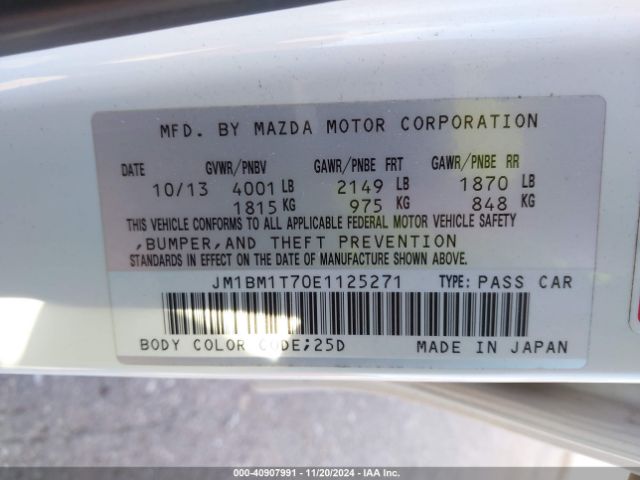 MFD. BY MAZDA MOTOR CORPORATION
DATE GVWR/PNBV GAWR/PNBE FRT GAWR/PNBE RR
10/13 4001 LB 2149 LB 1870 LB
1815 KG 975 KG 848 KG
THIS VEHICLE CONFORMS TO ALL APPLICABLE FEDERAL MOTOR VEHICLE SAFETY
,BUMPER,AND THEFT PREVENTION
STANDARDS IN EFFECT ON THE DATE OF MANUFACTURE SHOWN ABOVE.
JM1BM1T70E1125271 TYPE: PASS CAR
BODY COLOR CODE;25D MADE IN JAPAN
000-40907991 — 11/20/2024 — IAA Inc.